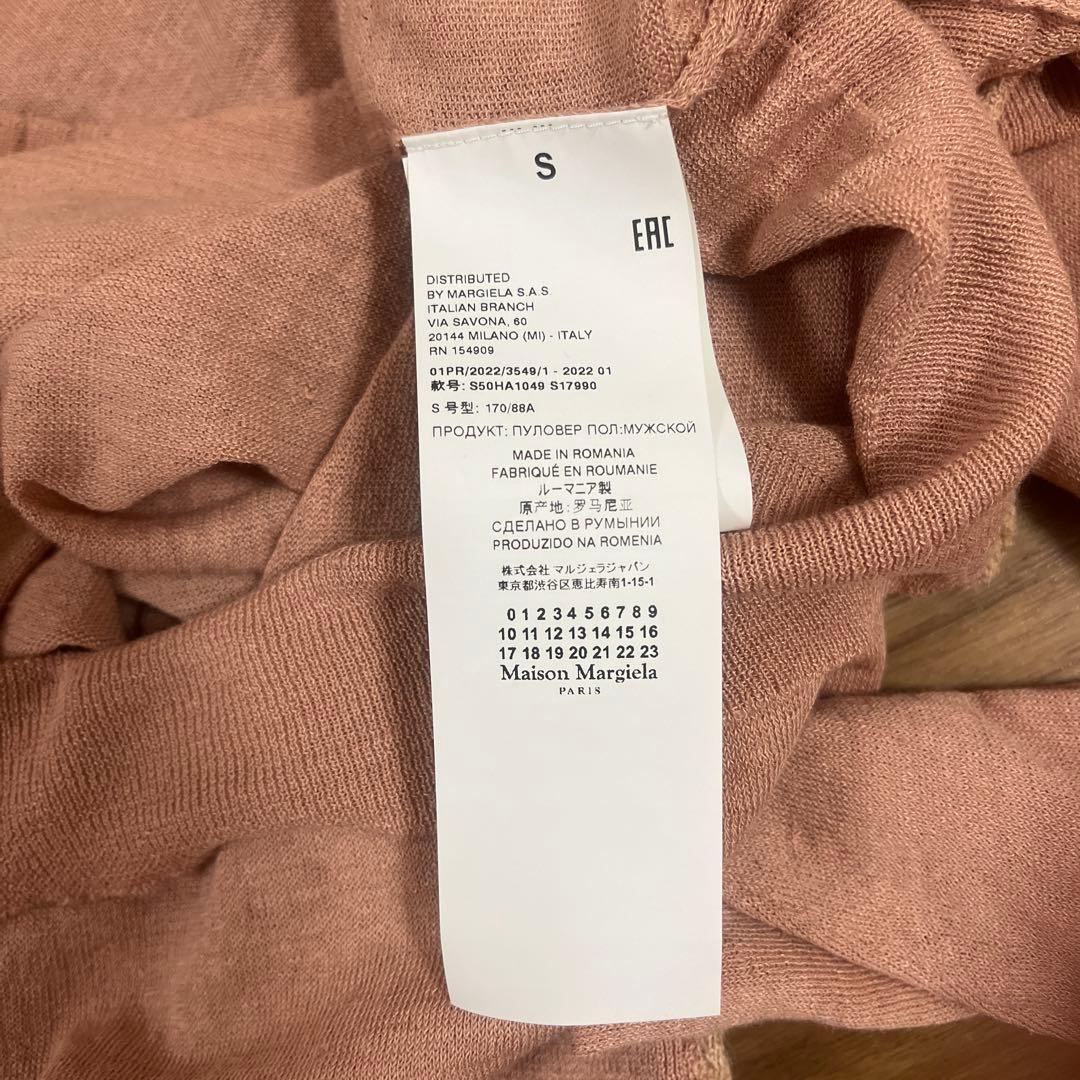 S
EAC
DISTRIBUTED
BY MARGIELA S.A.S.
ITALIAN BRANCH
VIA SAVONA, 60
20144 MILANO (MI) - ITALY
RN 154909
01PR/2022/3549/1 - 2022 01
款号: S50HA1049 S17990
S 号型: 170/88A
ПРОДУКТ: ПУЛОВЕР ПОЛ:МУЖСКОЙ
MADE IN ROMANIA
FABRIQUÉ EN ROUMANIE
ルーマニア製
原产地: 罗马尼亚
СДЕЛАНО В РУМЫНИИ
PRODUZIDO NA ROMENIA
株式会社 マルジェラジャパン
東京都渋谷区恵比寿南1-15-1
0 1 2 3 4 5 6 7 8 9
10 11 12 13 14 15 16
17 18 19 20 21 22 23
Maison Margiela
PARIS